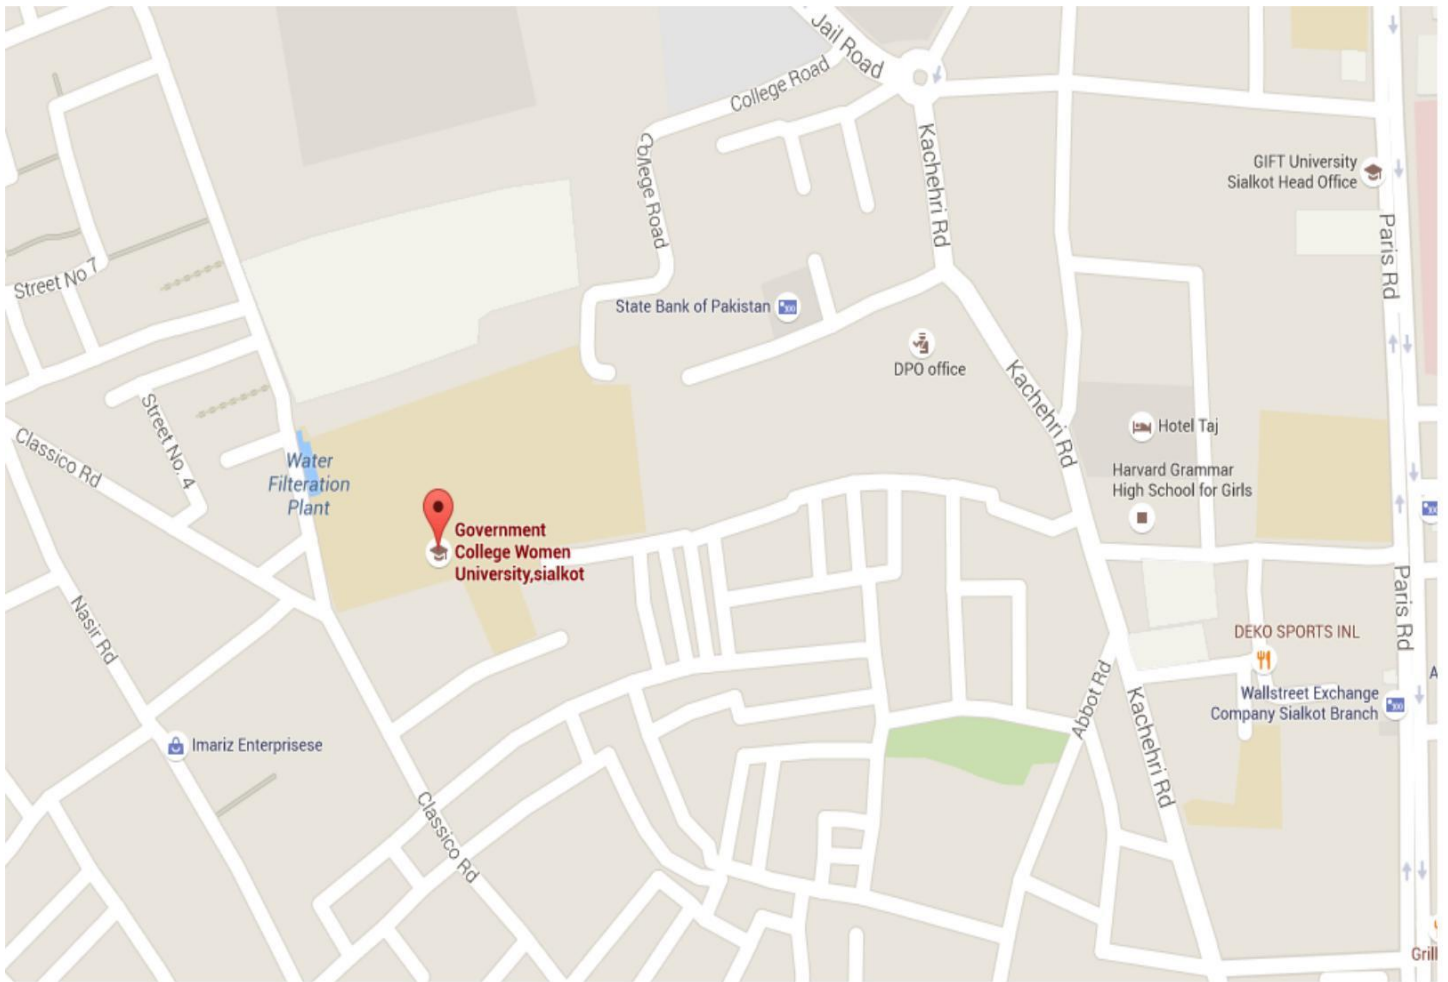 Jail Road
College Road
College Road
Kachehri Rd
GIFT University
Sialkot Head Office
Paris Rd
Street No 7
State Bank of Pakistan
DPO office
Kachehri Rd
Street No. 4
Classico Rd
Hotel Taj
Water
Filteration
Plant
Harvard Grammar
High School for Girls
Government
College Women
University,sialkot
Nasir Rd
Paris Rd
DEKO SPORTS INL
Abbot Rd
Kachehri Rd
Wallstreet Exchange
Company Sialkot Branch
A
Imariz Enterprisese
Classico Rd
Grill